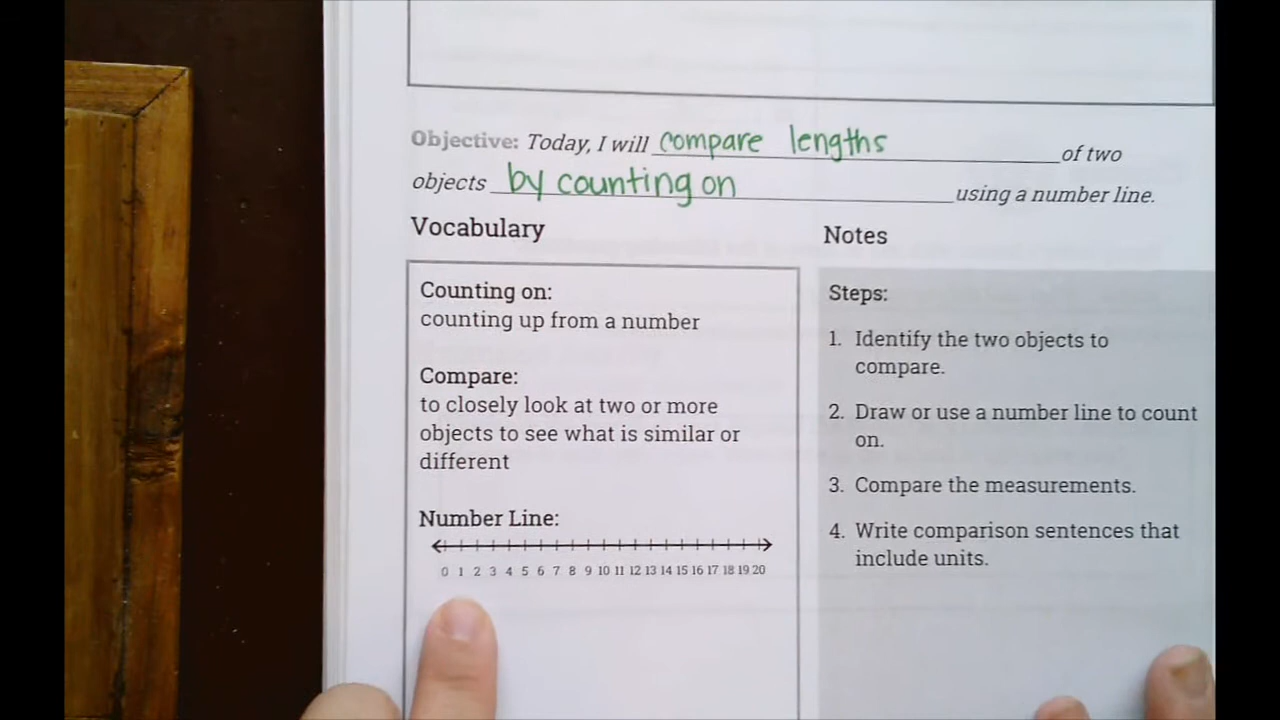 Objective: Today, I will compare lengths of two
objects by counting on using a number line.
Vocabulary
Counting on:
counting up from a number
Compare:
to closely look at two or more
objects to see what is similar or
different
Number Line:
0 1 2 3 4 5 6 7 8 9 10 11 12 13 14 15 16 17 18 19 20
Notes
Steps:
1. Identify the two objects to
compare.
2. Draw or use a number line to count
on.
3. Compare the measurements.
4. Write comparison sentences that
include units.